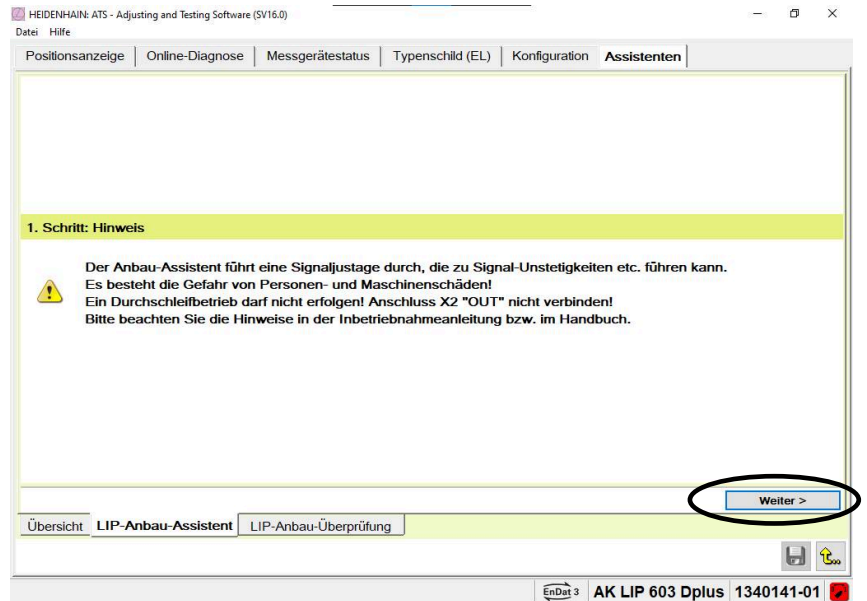 HEIDENHAIN: ATS - Adjusting and Testing Software (SV16.0)
Datei Hilfe
Positionsanzeige Online-Diagnose Messgerätestatus Typenschild (EL) Konfiguration Assistenten
1. Schritt: Hinweis
Der Anbau-Assistent führt eine Signaljustage durch, die zu Signal-Unstetigkeiten etc. führen kann.
Es besteht die Gefahr von Personen- und Maschinenschäden!
Ein Durchschleifbetrieb darf nicht erfolgen! Anschluss X2 "OUT" nicht verbinden!
Bitte beachten Sie die Hinweise in der Inbetriebnahmeanleitung bzw. im Handbuch.
Weiter >
Übersicht LIP-Anbau-Assistent LIP-Anbau-Überprüfung
EnDat 3 AK LIP 603 Dplus 1340141-01